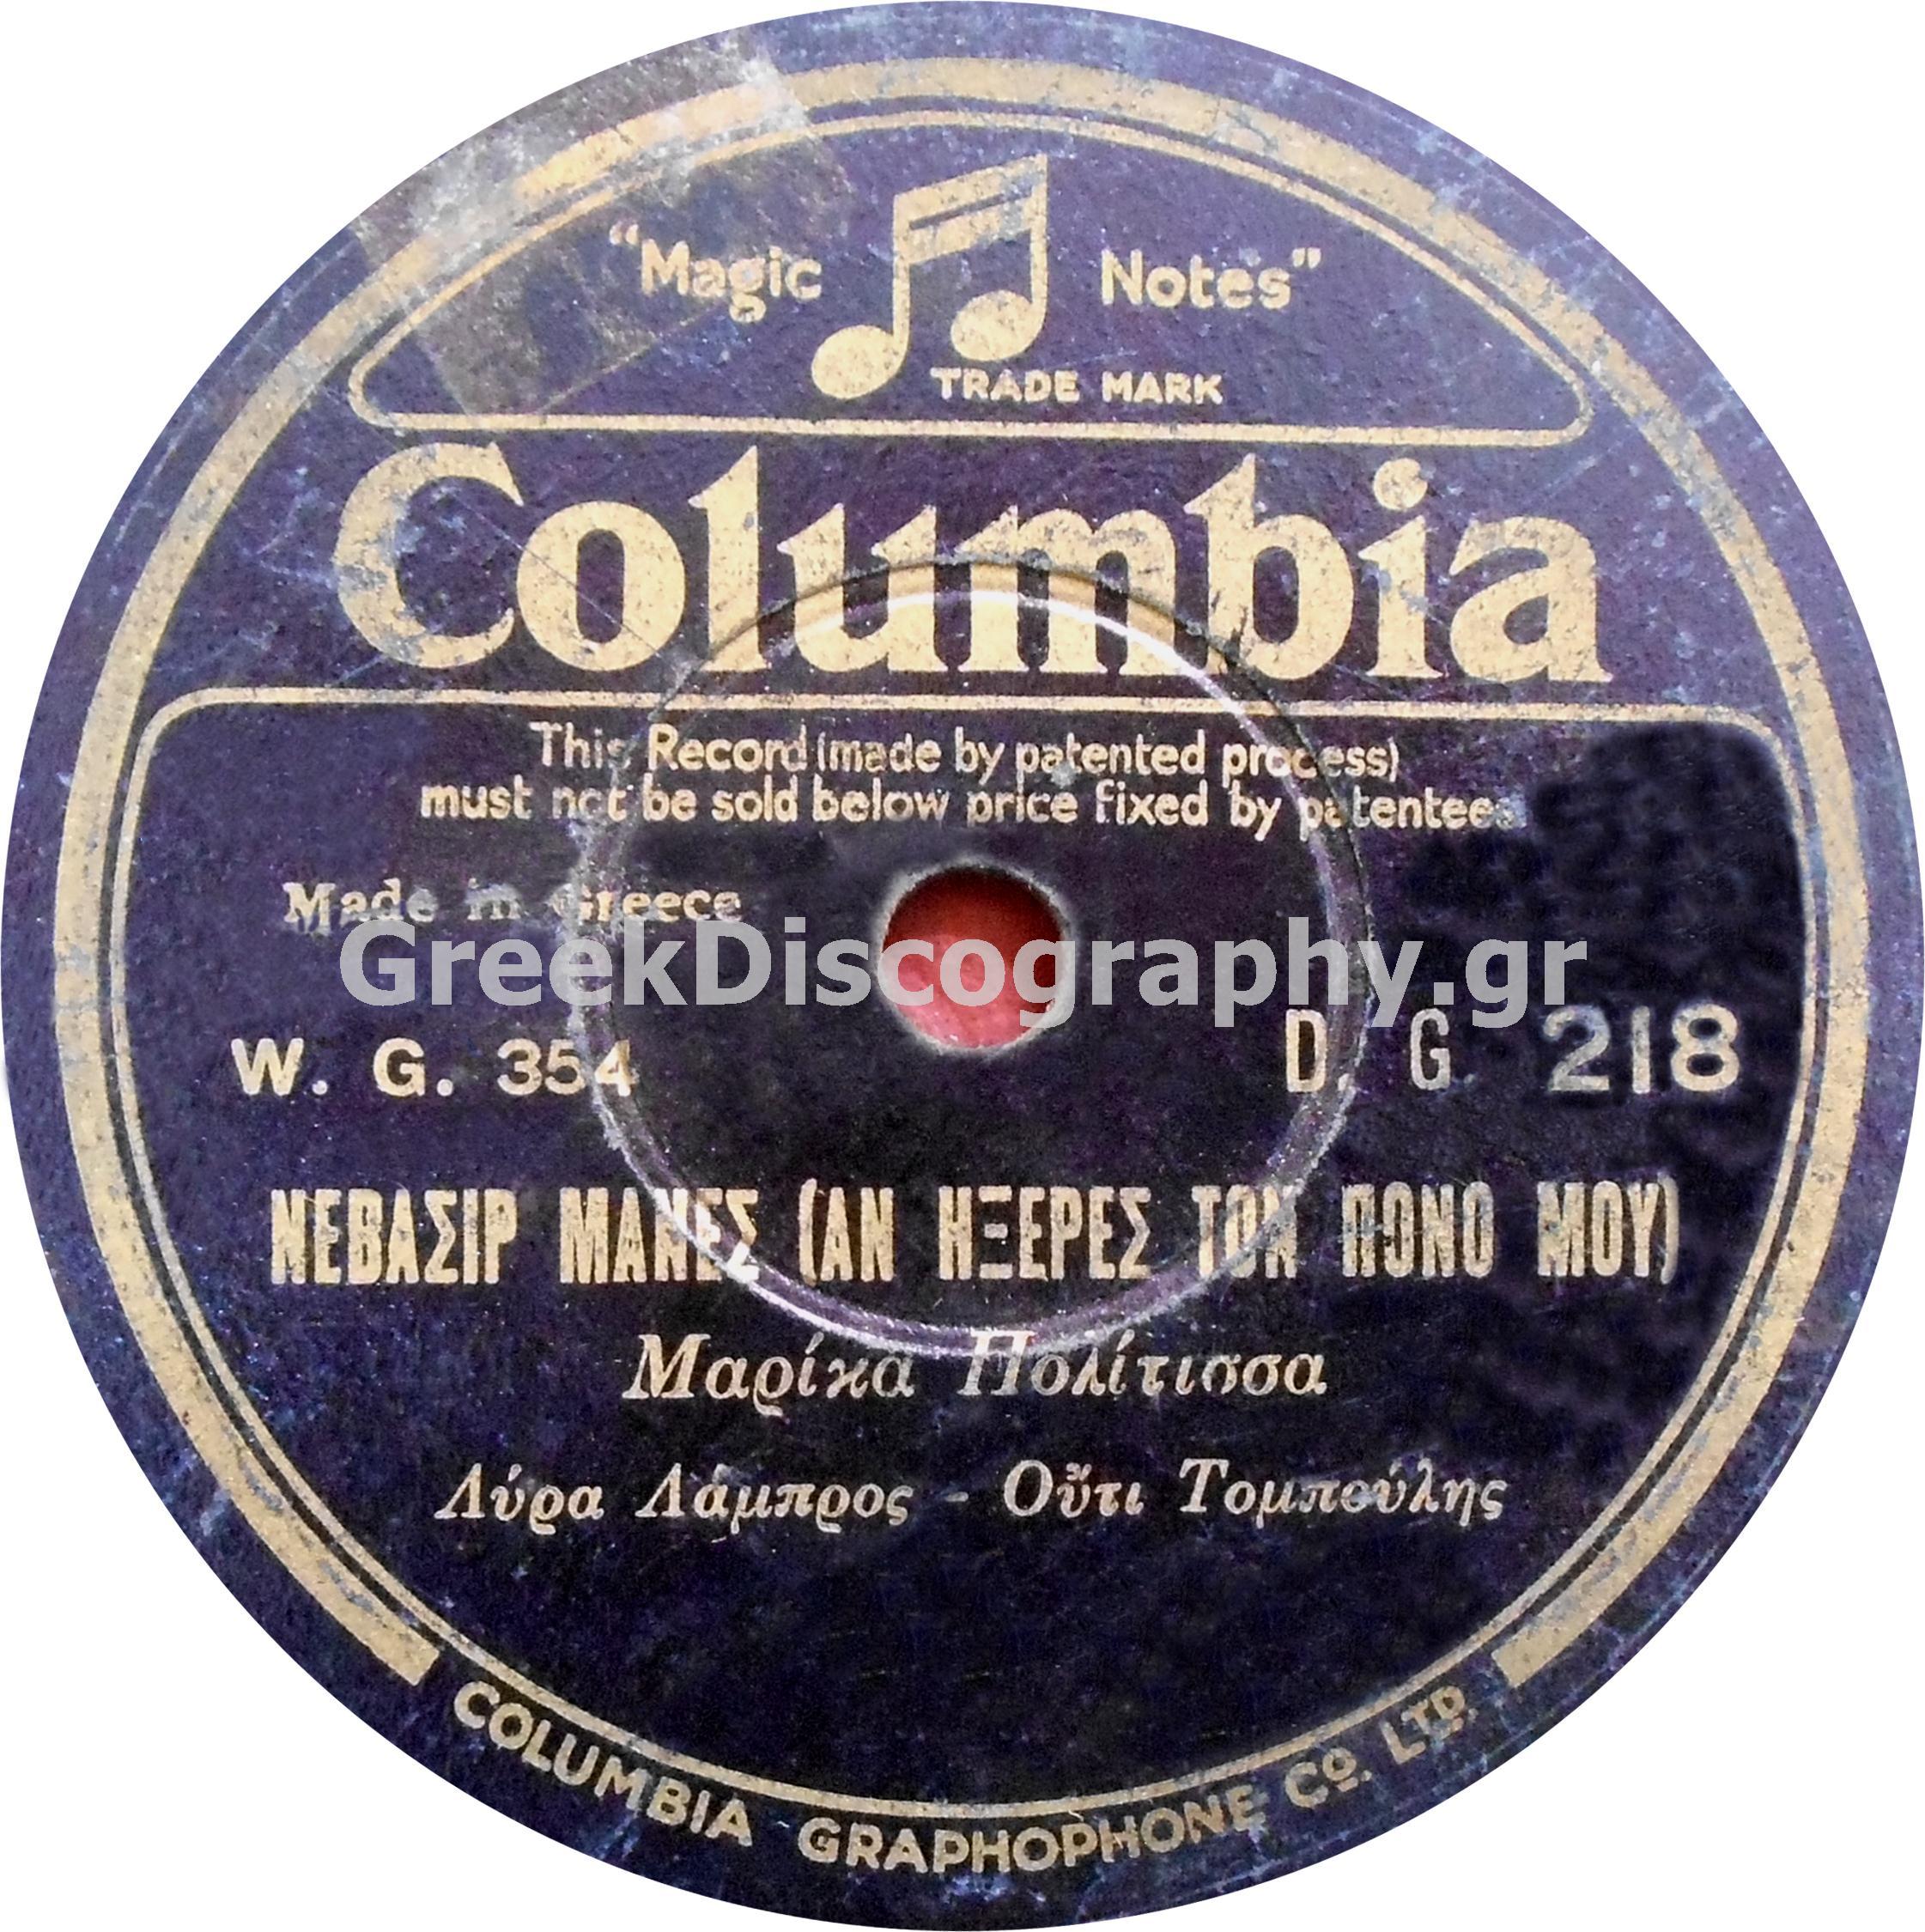 "Magic Notes"
TRADE MARK
Columbia
This Record (made by patented process)
must not be sold below price fixed by patentees.
Made in Greece
GreekDiscography.gr
W. G. 354
D. G. 218
ΝΕΒΑΣΙΡ ΜΑΝΕΣ (ΑΝ ΗΞΕΡΕΣ ΤΟΝ ΠΟΝΟ ΜΟΥ)
Μαρίκα Πολίτισσα
Λύρα Λάμπρος - Οὔτι Τομπούλης
COLUMBIA GRAPHOPHONE CO. LTD.